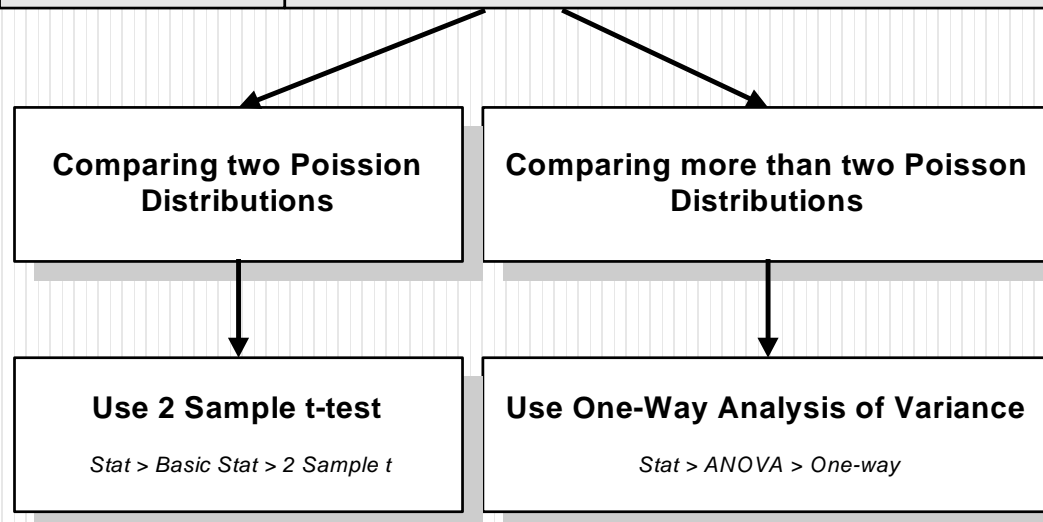 Comparing two Poission
Distributions
Comparing more than two Poisson
Distributions
Use 2 Sample t-test
Stat > Basic Stat > 2 Sample t
Use One-Way Analysis of Variance
Stat > ANOVA > One-way